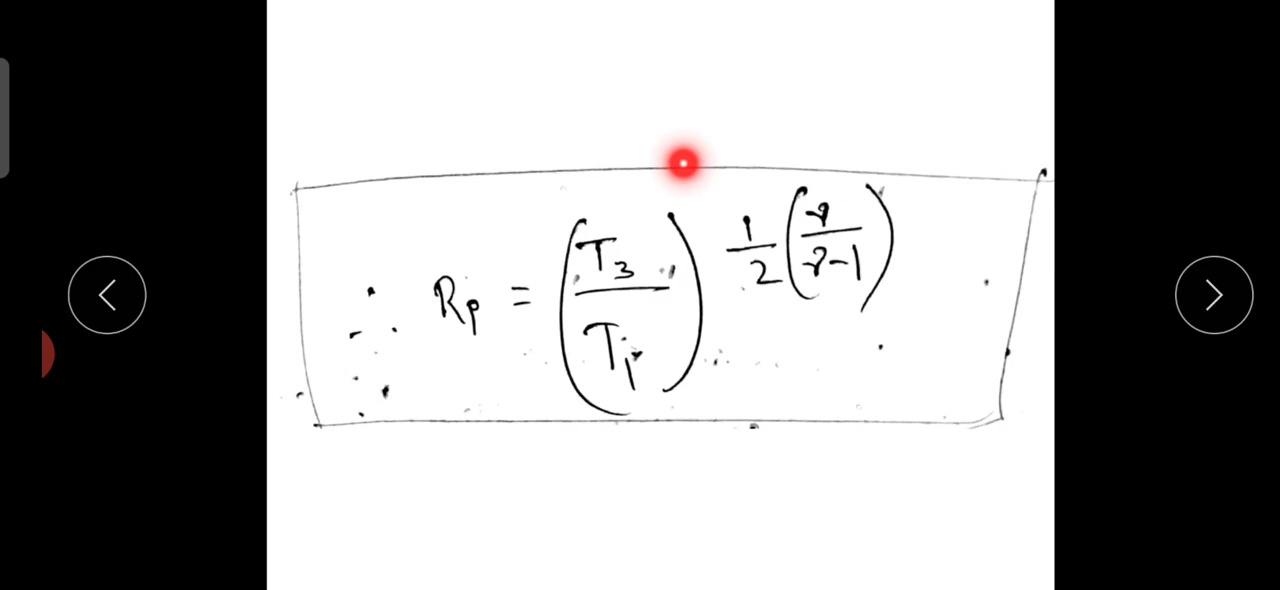 ∴ Rp = (T3/T1)^(1/2 (γ/(γ-1)))